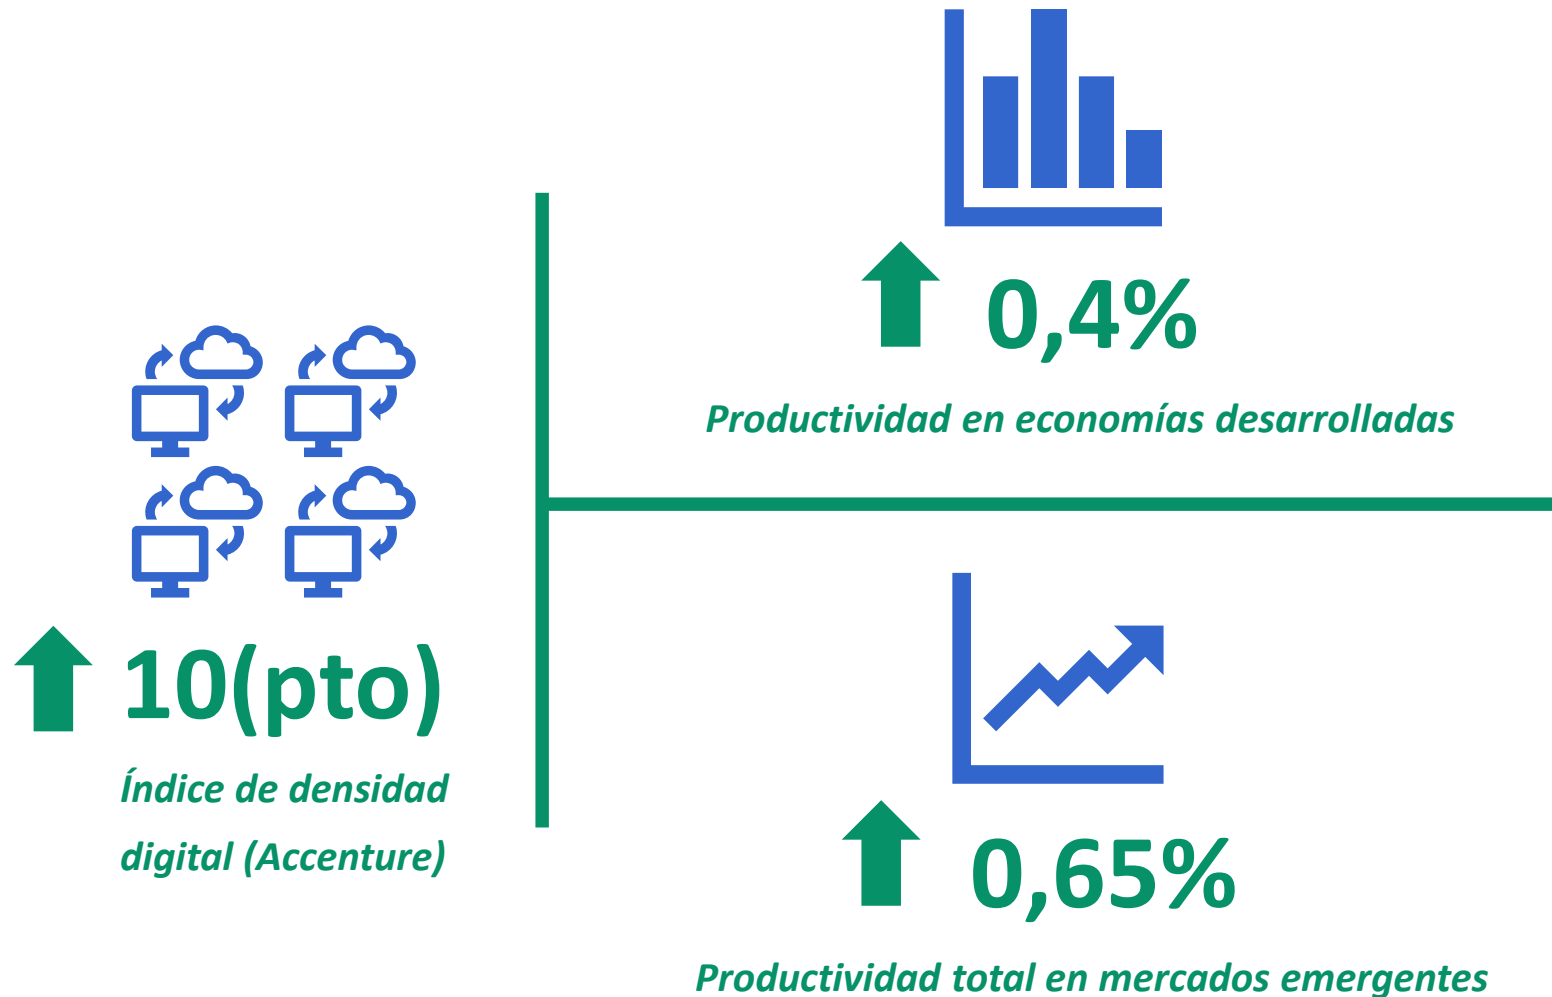 10(pto)
Índice de densidad
digital (Accenture)
0,4%
Productividad en economías desarrolladas
0,65%
Productividad total en mercados emergentes